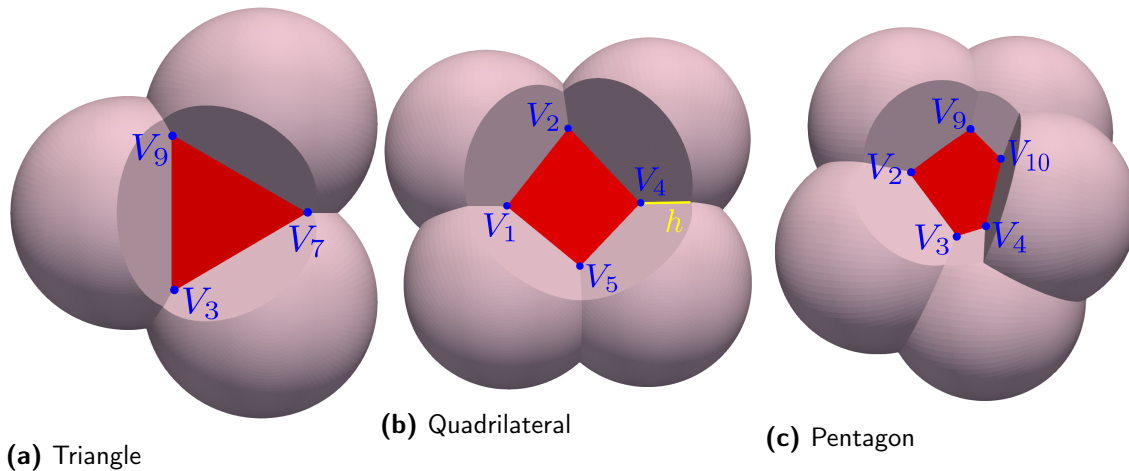 V₉
V₇
V₃
(a) Triangle
V₂
V₄
h
V₁
V₅
(b) Quadrilateral
V₉
V₁₀
V₂
V₃
V₄
(c) Pentagon